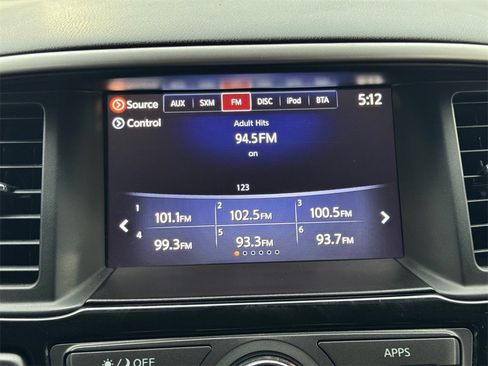 Source AUX SXM FM DISC iPod BTA 5:12
Control
Adult Hits
94.5FM
on
123
1 101.1FM 2 102.5FM 3 100.5FM
4 99.3FM 5 93.3FM 6 93.7FM
OFF APPS